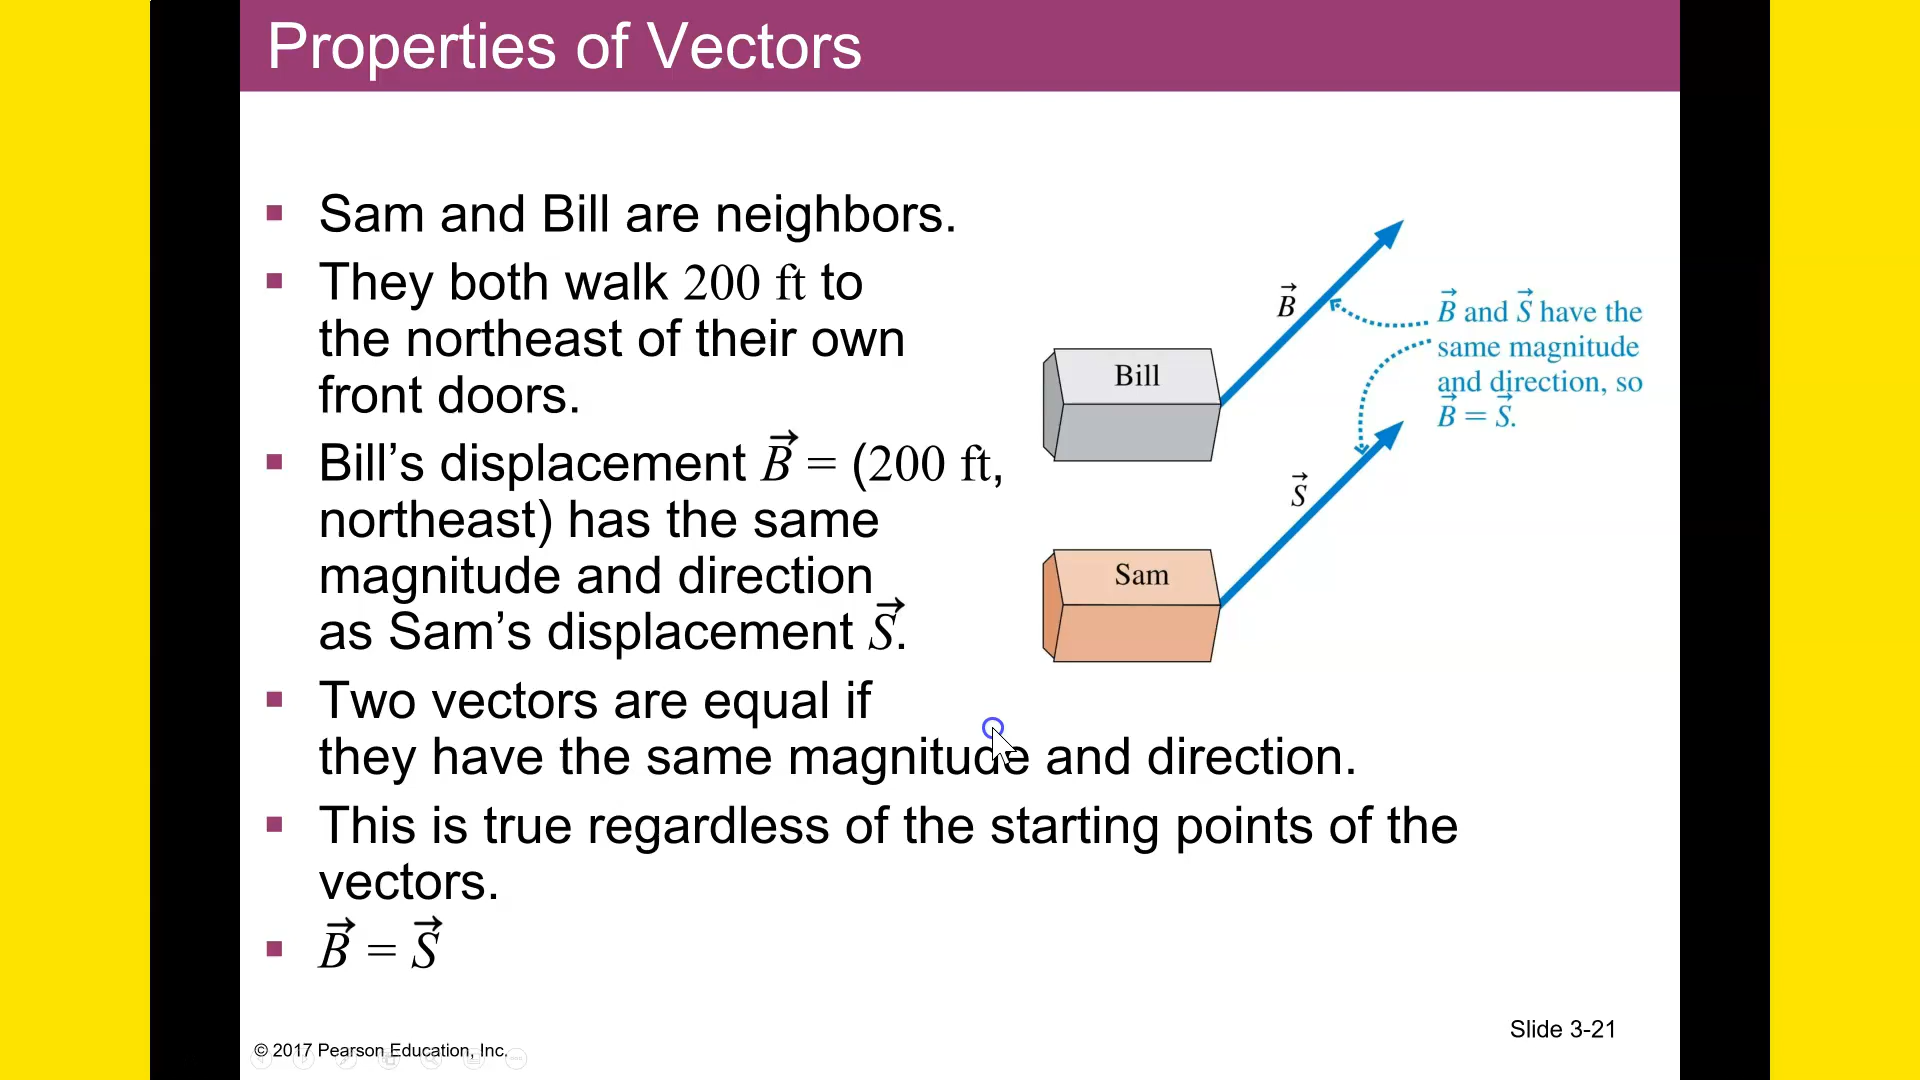 Properties of Vectors
Sam and Bill are neighbors.
They both walk 200 ft to
the northeast of their own
front doors.
Bill’s displacement B⃗ = (200 ft,
northeast) has the same
magnitude and direction
as Sam’s displacement S⃗.
Two vectors are equal if
they have the same magnitude and direction.
This is true regardless of the starting points of the
vectors.
B⃗ = S⃗
B⃗
Bill
B⃗ and S⃗ have the
same magnitude
and direction, so
B⃗ = S⃗.
S⃗
Sam
Slide 3-21
© 2017 Pearson Education, Inc.